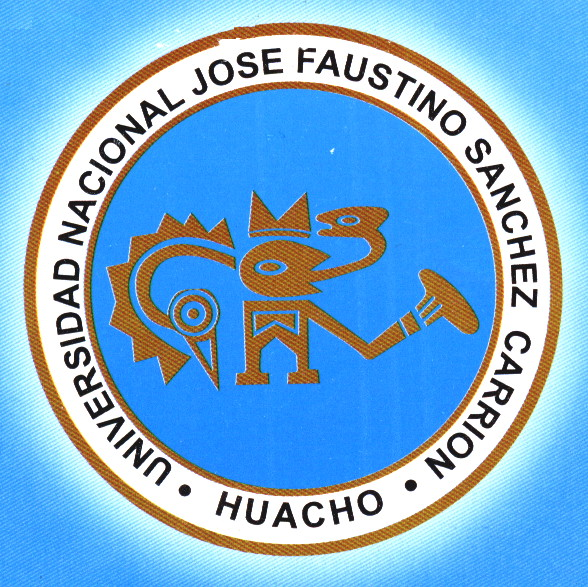 UNIVERSIDAD NACIONAL JOSE FAUSTINO SANCHEZ CARRION
• HUACHO •